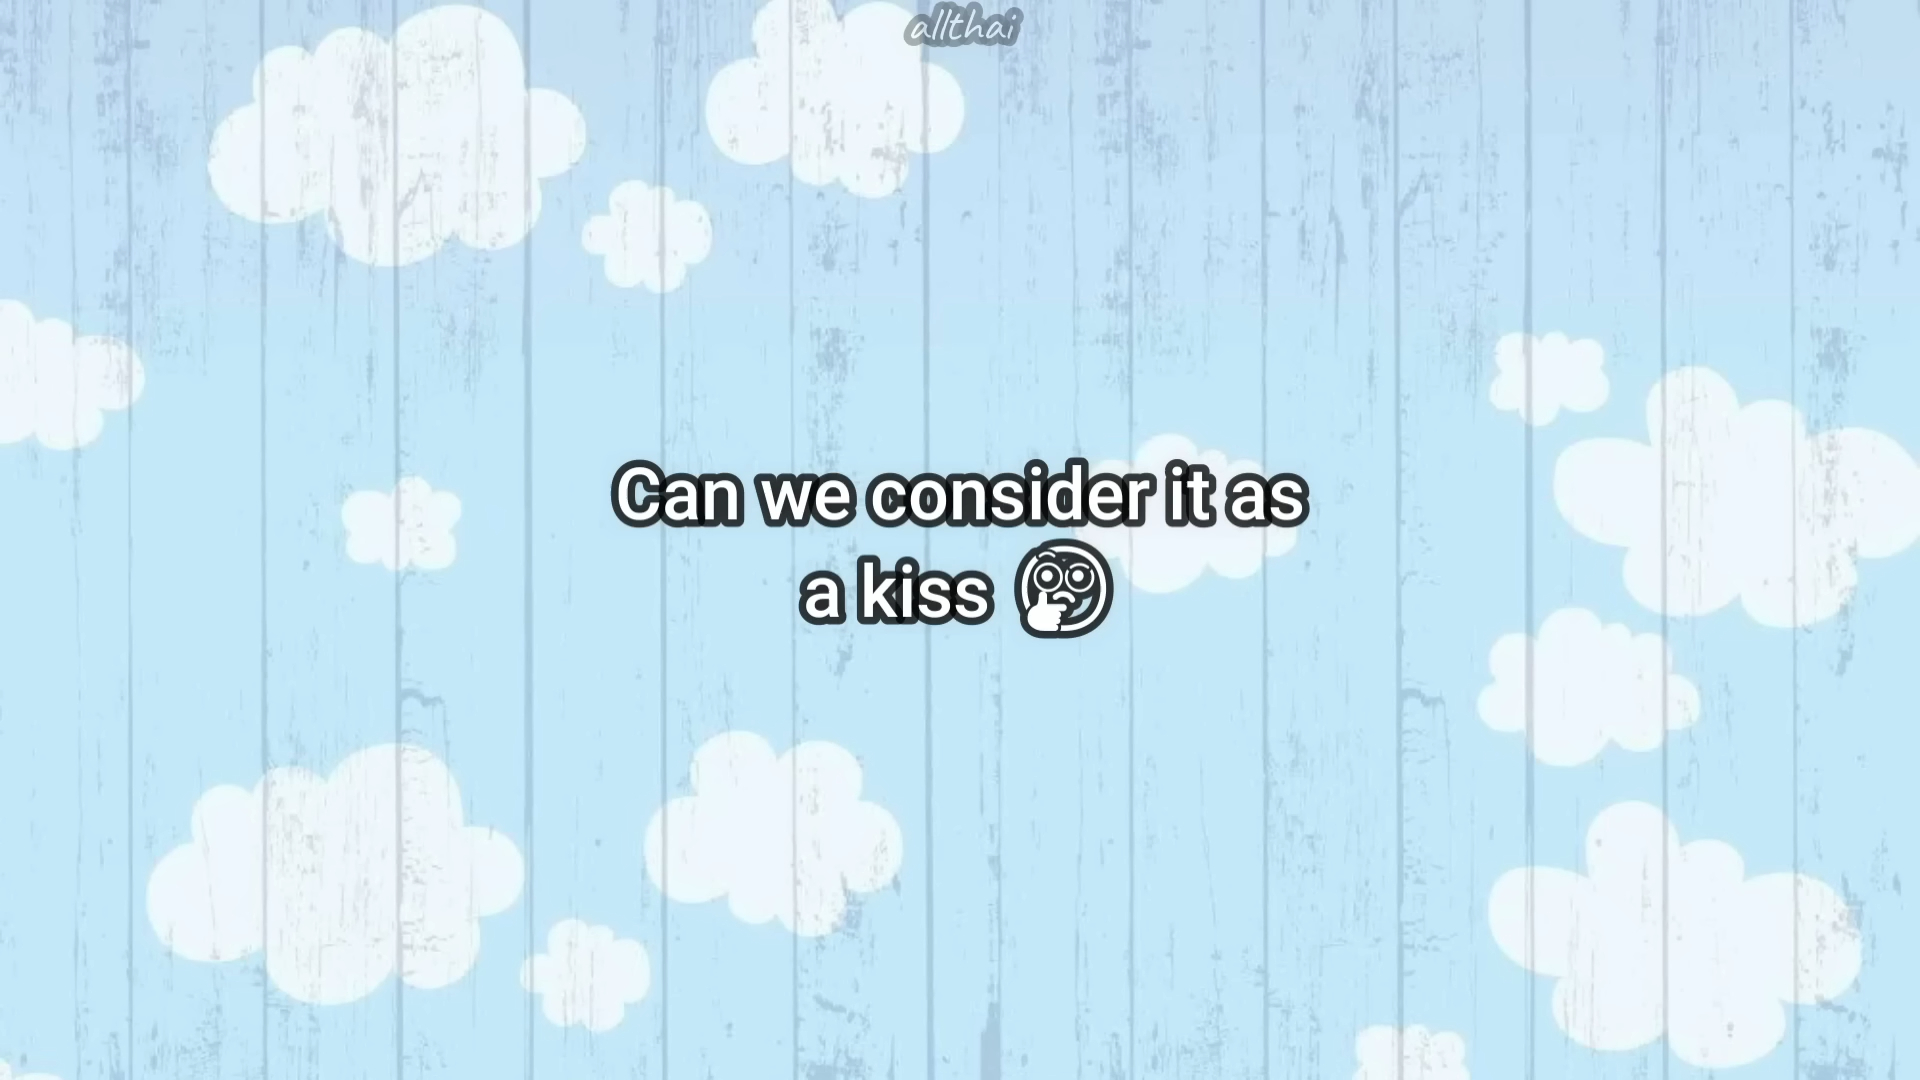 allthai
Can we consider it as
a kiss 🤔